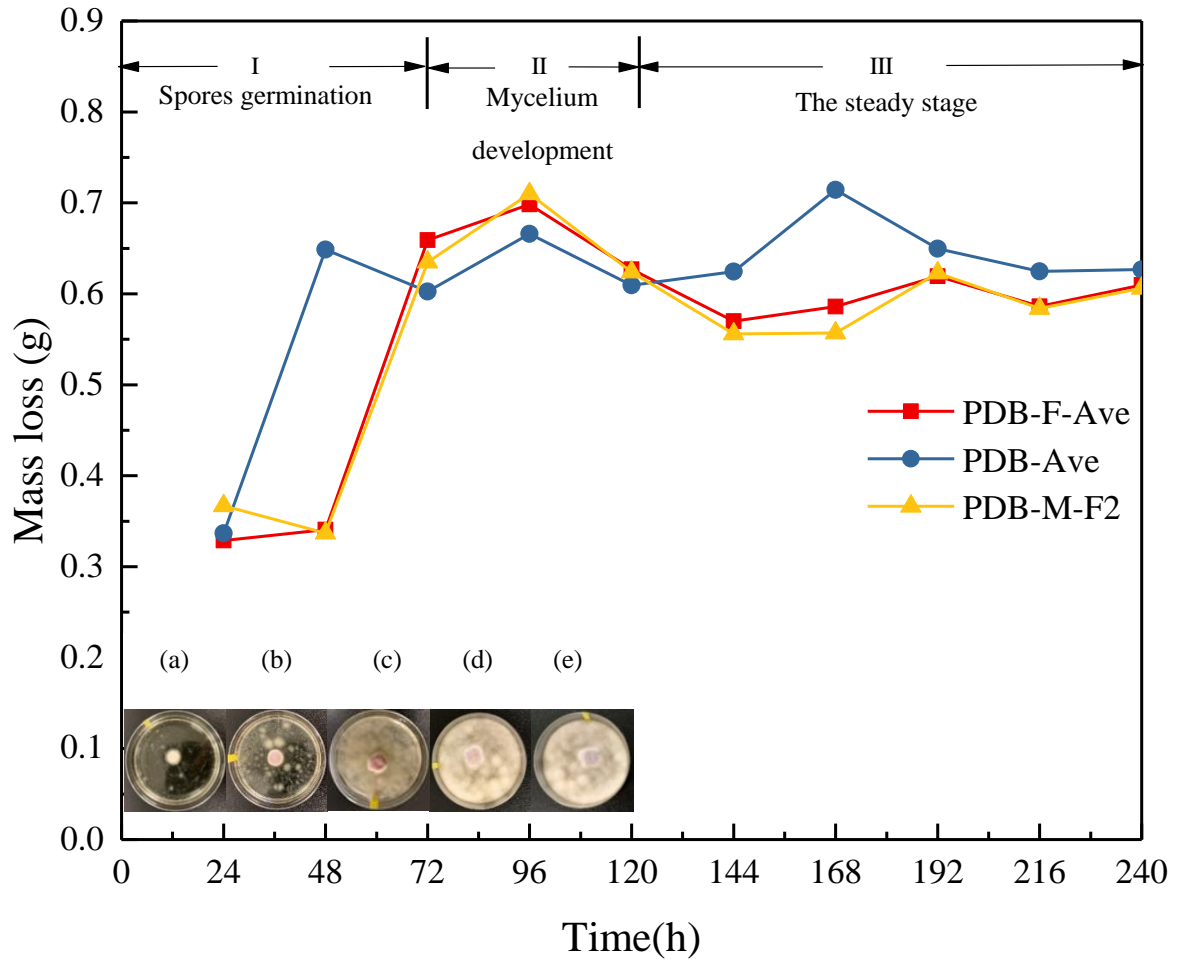 0.9
I
II
III
Spores germination
Mycelium
The steady stage
development
0.8
0.7
0.6
0.5
0.4
0.3
0.2
0.1
0.0
Mass loss (g)
PDB-F-Ave
PDB-Ave
PDB-M-F2
(a)
(b)
(c)
(d)
(e)
0
24
48
72
96
120
144
168
192
216
240
Time(h)